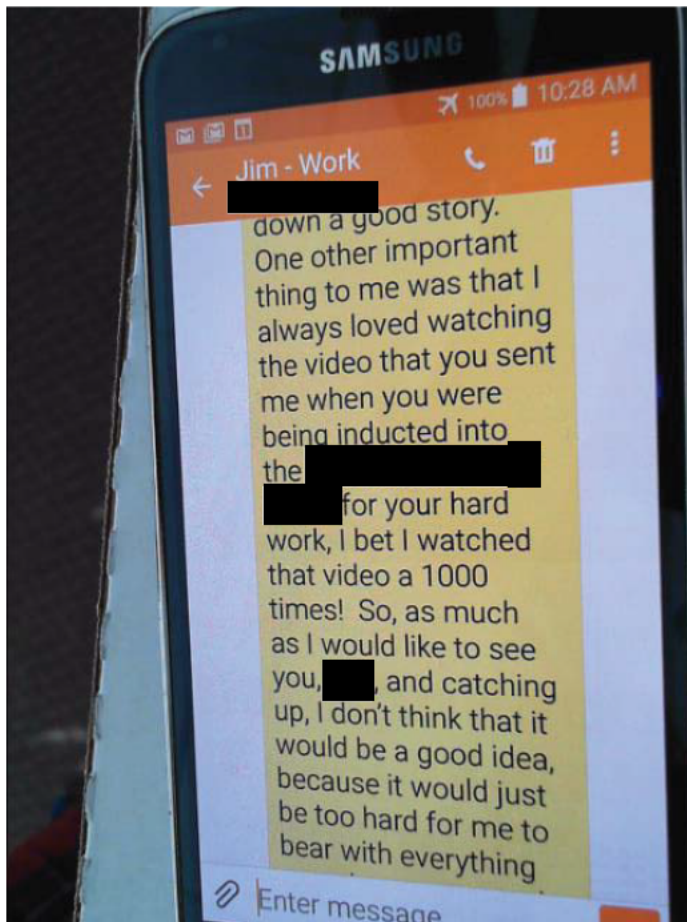 SAMSUNG
100% 10:28 AM
Jim - Work
down a good story.
One other important
thing to me was that I
always loved watching
the video that you sent
me when you were
being inducted into
the
for your hard
work, I bet I watched
that video a 1000
times! So, as much
as I would like to see
you, , and catching
up, I don't think that it
would be a good idea,
because it would just
be too hard for me to
bear with everything
Enter message